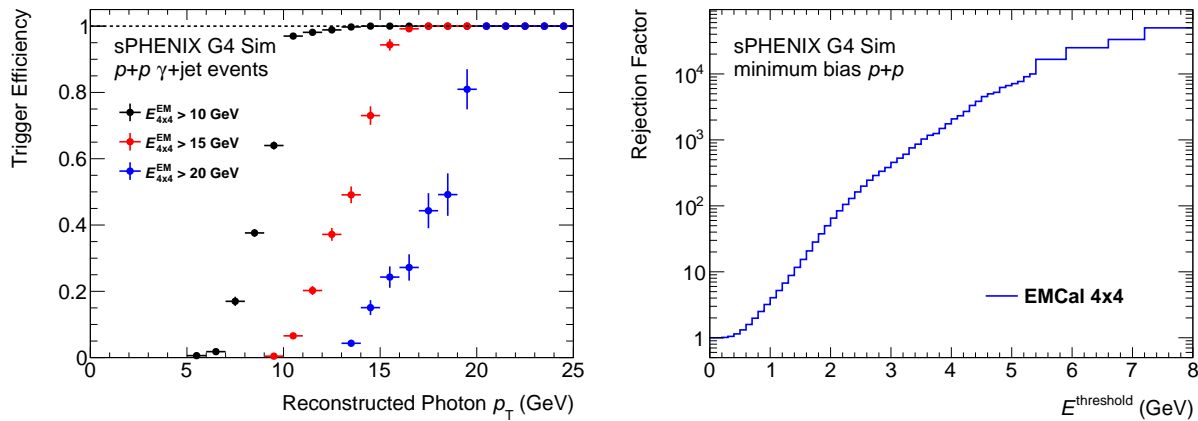 sPHENIX G4 Sim
p+p γ+jet events
E^EM_4x4 > 10 GeV
E^EM_4x4 > 15 GeV
E^EM_4x4 > 20 GeV
Trigger Efficiency
1
0.8
0.6
0.4
0.2
0
0 5 10 15 20 25
Reconstructed Photon p_T (GeV)
sPHENIX G4 Sim
minimum bias p+p
Rejection Factor
10^4
10^3
10^2
10
1
EMCal 4x4
0 1 2 3 4 5 6 7 8
E^threshold (GeV)